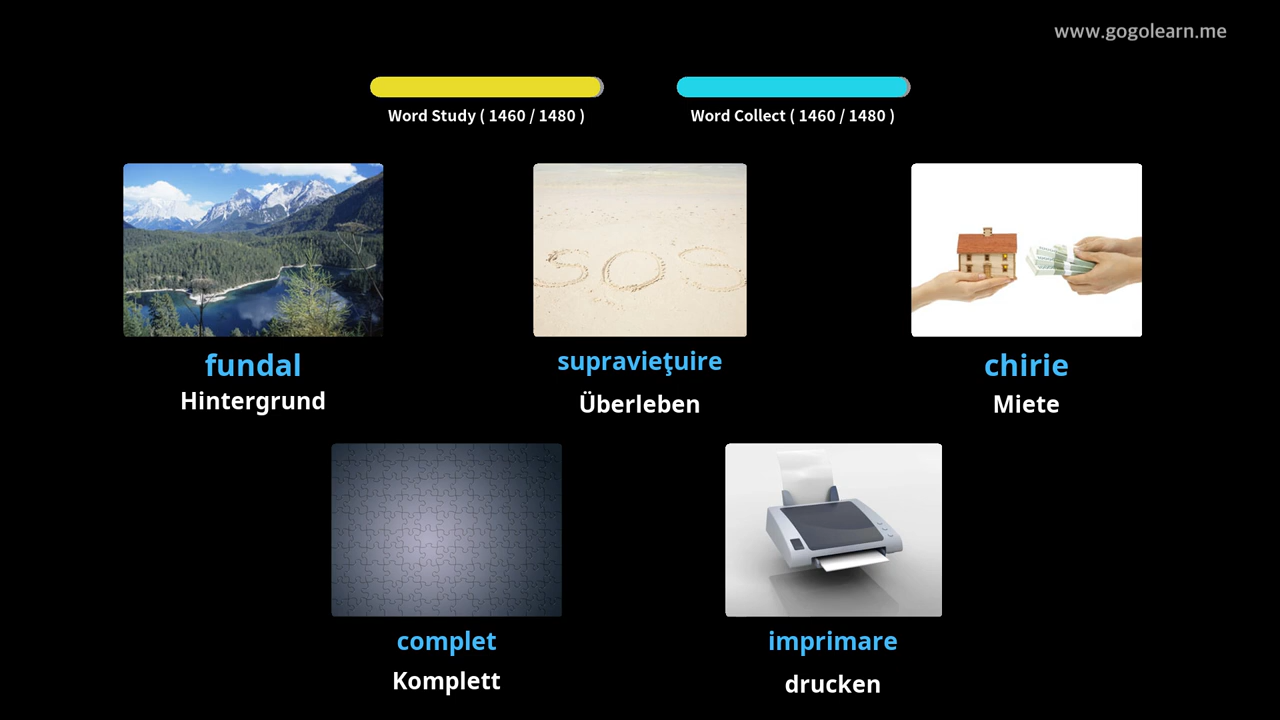 www.gogolearn.me
Word Study ( 1460 / 1480 )
Word Collect ( 1460 / 1480 )
SOS
fundal
supravieţuire
chirie
Hintergrund
Überleben
Miete
complet
imprimare
Komplett
drucken